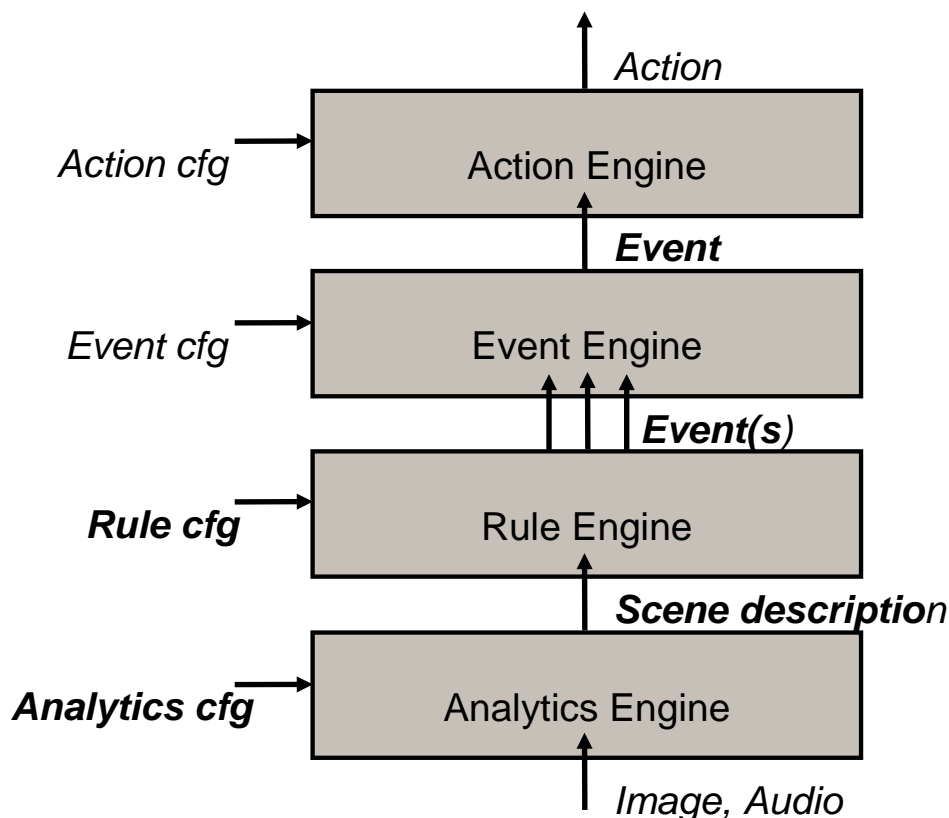 Action
Action cfg
Action Engine
Event
Event cfg
Event Engine
Event(s)
Rule cfg
Rule Engine
Scene description
Analytics cfg
Analytics Engine
Image, Audio